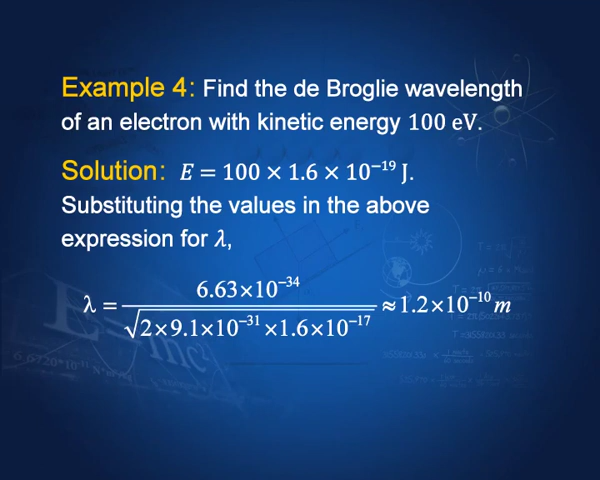 Example 4: Find the de Broglie wavelength
of an electron with kinetic energy 100 eV.
Solution: E = 100 × 1.6 × 10⁻¹⁹ J.
Substituting the values in the above
expression for λ,
λ = 6.63×10⁻³⁴ / √(2×9.1×10⁻³¹ ×1.6×10⁻¹⁷) ≈ 1.2×10⁻¹⁰ m